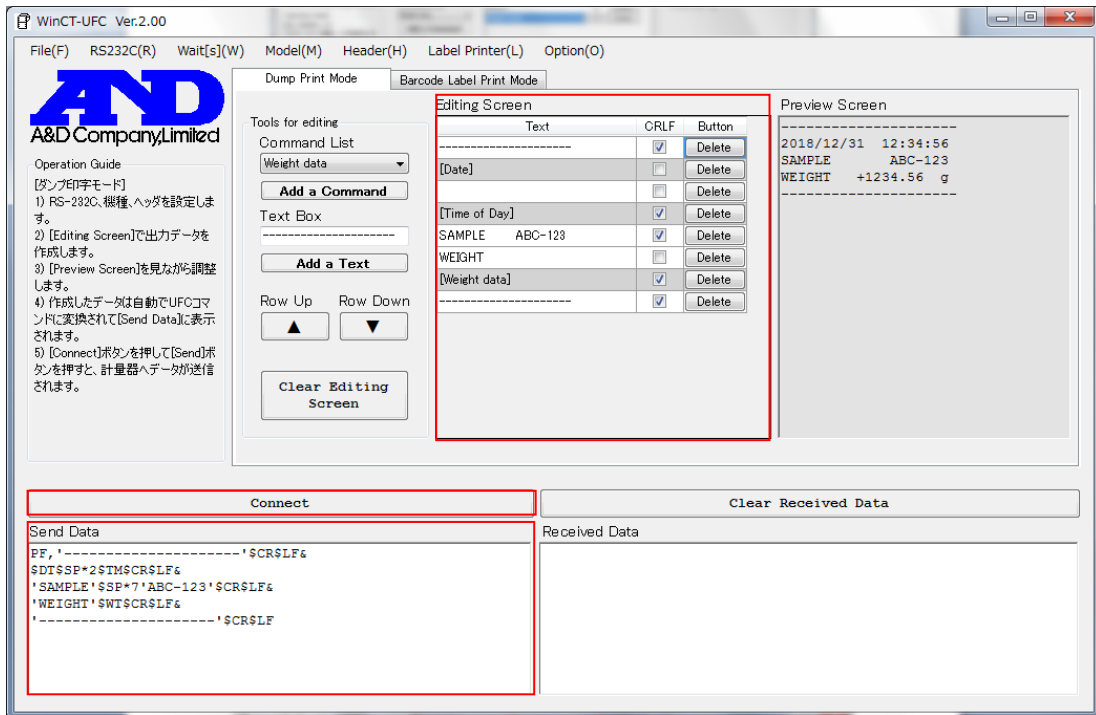 WinCT-UFC Ver.2.00
File(F) RS232C(R) Wait[s](W) Model(M) Header(H) Label Printer(L) Option(O)
AND
A&D Company,Limited
Operation Guide
[ダンプ印字モード]
1) RS-232C、機種、ヘッダを設定しま
す。
2) [Editing Screen]で出力データを
作成します。
3) [Preview Screen]を見ながら調整
します。
4) 作成したデータは自動でUFCコマ
ンドに変換されて[Send Data]に表示
されます。
5) [Connect]ボタンを押して[Send]ボ
タンを押すと、計量器へデータが送信
されます。
Dump Print Mode
Barcode Label Print Mode
Tools for editing
Command List
Weight data
Add a Command
Text Box
---------------------
Add a Text
Row Up Row Down
▲ ▼
Clear Editing
Screen
Editing Screen
Text CRLF Button
--------------------- Delete
[Date] Delete
Delete
[Time of Day] Delete
SAMPLE ABC-123 Delete
WEIGHT Delete
[Weight data] Delete
--------------------- Delete
Preview Screen
---------------------
2018/12/31 12:34:56
SAMPLE ABC-123
WEIGHT +1234.56 g
---------------------
Connect
Clear Received Data
Send Data
PF,'---------------------'$CR$LF&
$DT$SP*2$TM$CR$LF&
'SAMPLE'$SP*7'ABC-123'$CR$LF&
'WEIGHT'$WT$CR$LF&
'---------------------'$CR$LF
Received Data